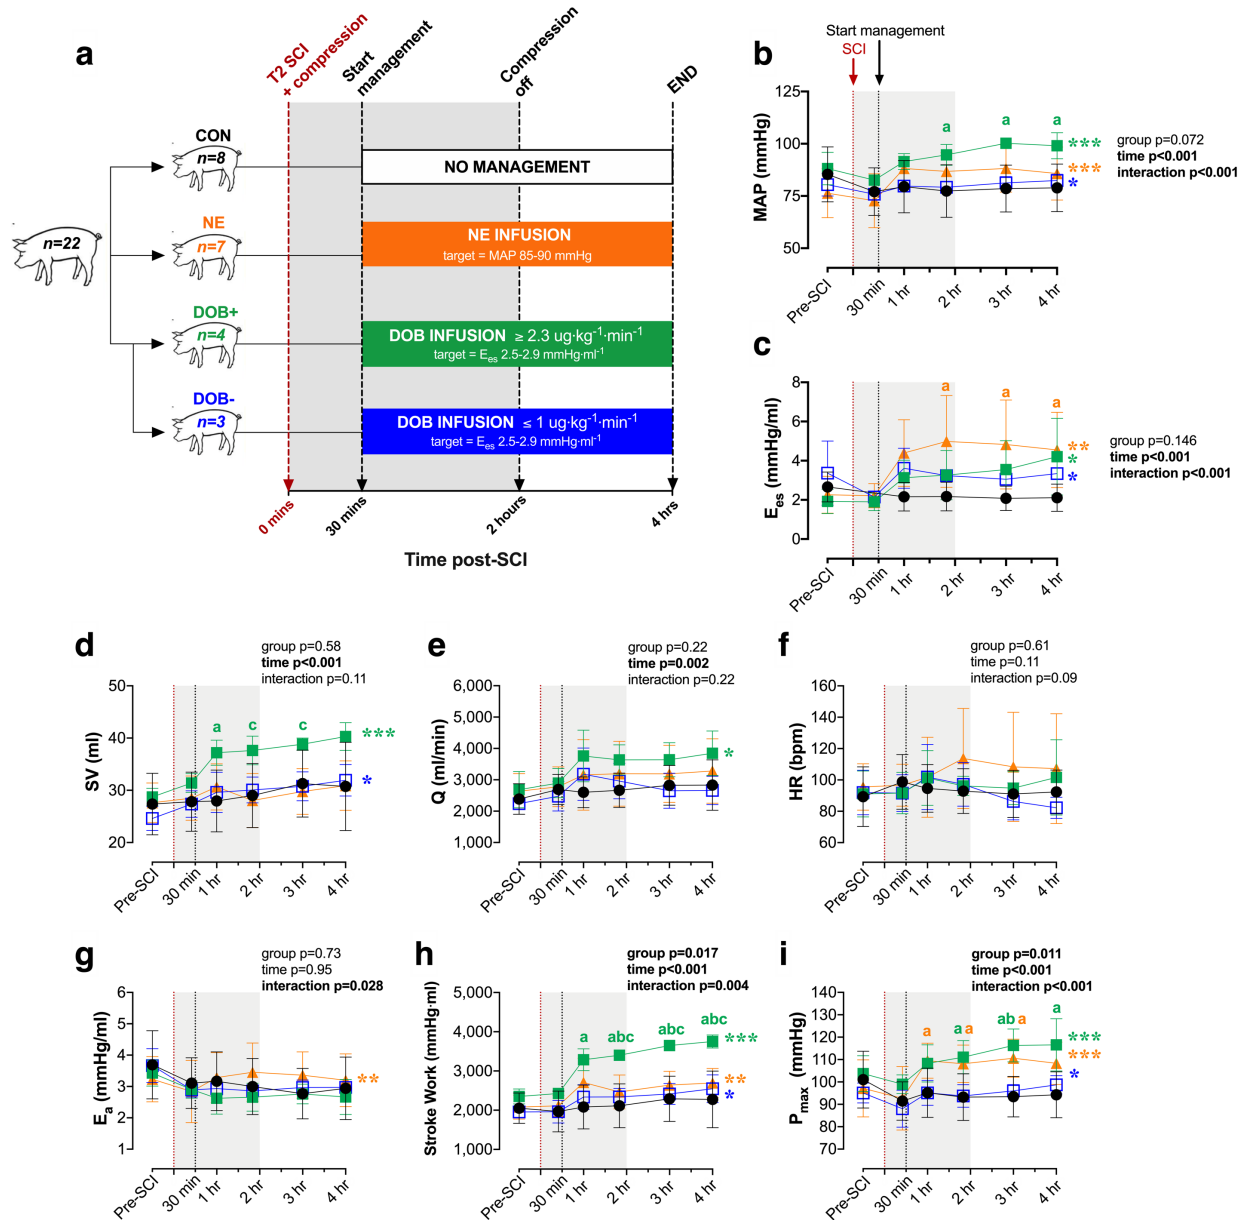 a
T2 SCI
+ compression
Start
management
Compression
off
END
CON
n=8
NO MANAGEMENT
n=22
NE
n=7
NE INFUSION
target = MAP 85-90 mmHg
DOB+
n=4
DOB INFUSION ≥ 2.3 ug·kg⁻¹·min⁻¹
target = Ees 2.5-2.9 mmHg·ml⁻¹
DOB-
n=3
DOB INFUSION ≤ 1 ug·kg⁻¹·min⁻¹
target = Ees 2.5-2.9 mmHg·ml⁻¹
0 mins
30 mins
2 hours
4 hrs
Time post-SCI
b
Start management
SCI
MAP (mmHg)
125
100
75
50
a a a
***
***
*
group p=0.072
time p<0.001
interaction p<0.001
Pre-SCI 30 min 1 hr 2 hr 3 hr 4 hr
c
Ees (mmHg/ml)
8
6
4
2
0
a a a
**
*
*
group p=0.146
time p<0.001
interaction p<0.001
Pre-SCI 30 min 1 hr 2 hr 3 hr 4 hr
d
group p=0.58
time p<0.001
interaction p=0.11
SV (ml)
50
40
30
20
a c c
***
*
Pre-SCI 30 min 1 hr 2 hr 3 hr 4 hr
e
group p=0.22
time p=0.002
interaction p=0.22
Q (ml/min)
6,000
5,000
4,000
3,000
2,000
1,000
*
Pre-SCI 30 min 1 hr 2 hr 3 hr 4 hr
f
group p=0.61
time p=0.11
interaction p=0.09
HR (bpm)
160
140
120
100
80
60
Pre-SCI 30 min 1 hr 2 hr 3 hr 4 hr
g
group p=0.73
time p=0.95
interaction p=0.028
Ea (mmHg/ml)
6
5
4
3
2
1
**
Pre-SCI 30 min 1 hr 2 hr 3 hr 4 hr
h
group p=0.017
time p<0.001
interaction p=0.004
Stroke Work (mmHg·ml)
5,000
4,000
3,000
2,000
1,000
a abc abc abc
***
**
*
Pre-SCI 30 min 1 hr 2 hr 3 hr 4 hr
i
group p=0.011
time p<0.001
interaction p<0.001
Pmax (mmHg)
140
130
120
110
100
90
80
70
a a a ab a a
***
***
*
Pre-SCI 30 min 1 hr 2 hr 3 hr 4 hr